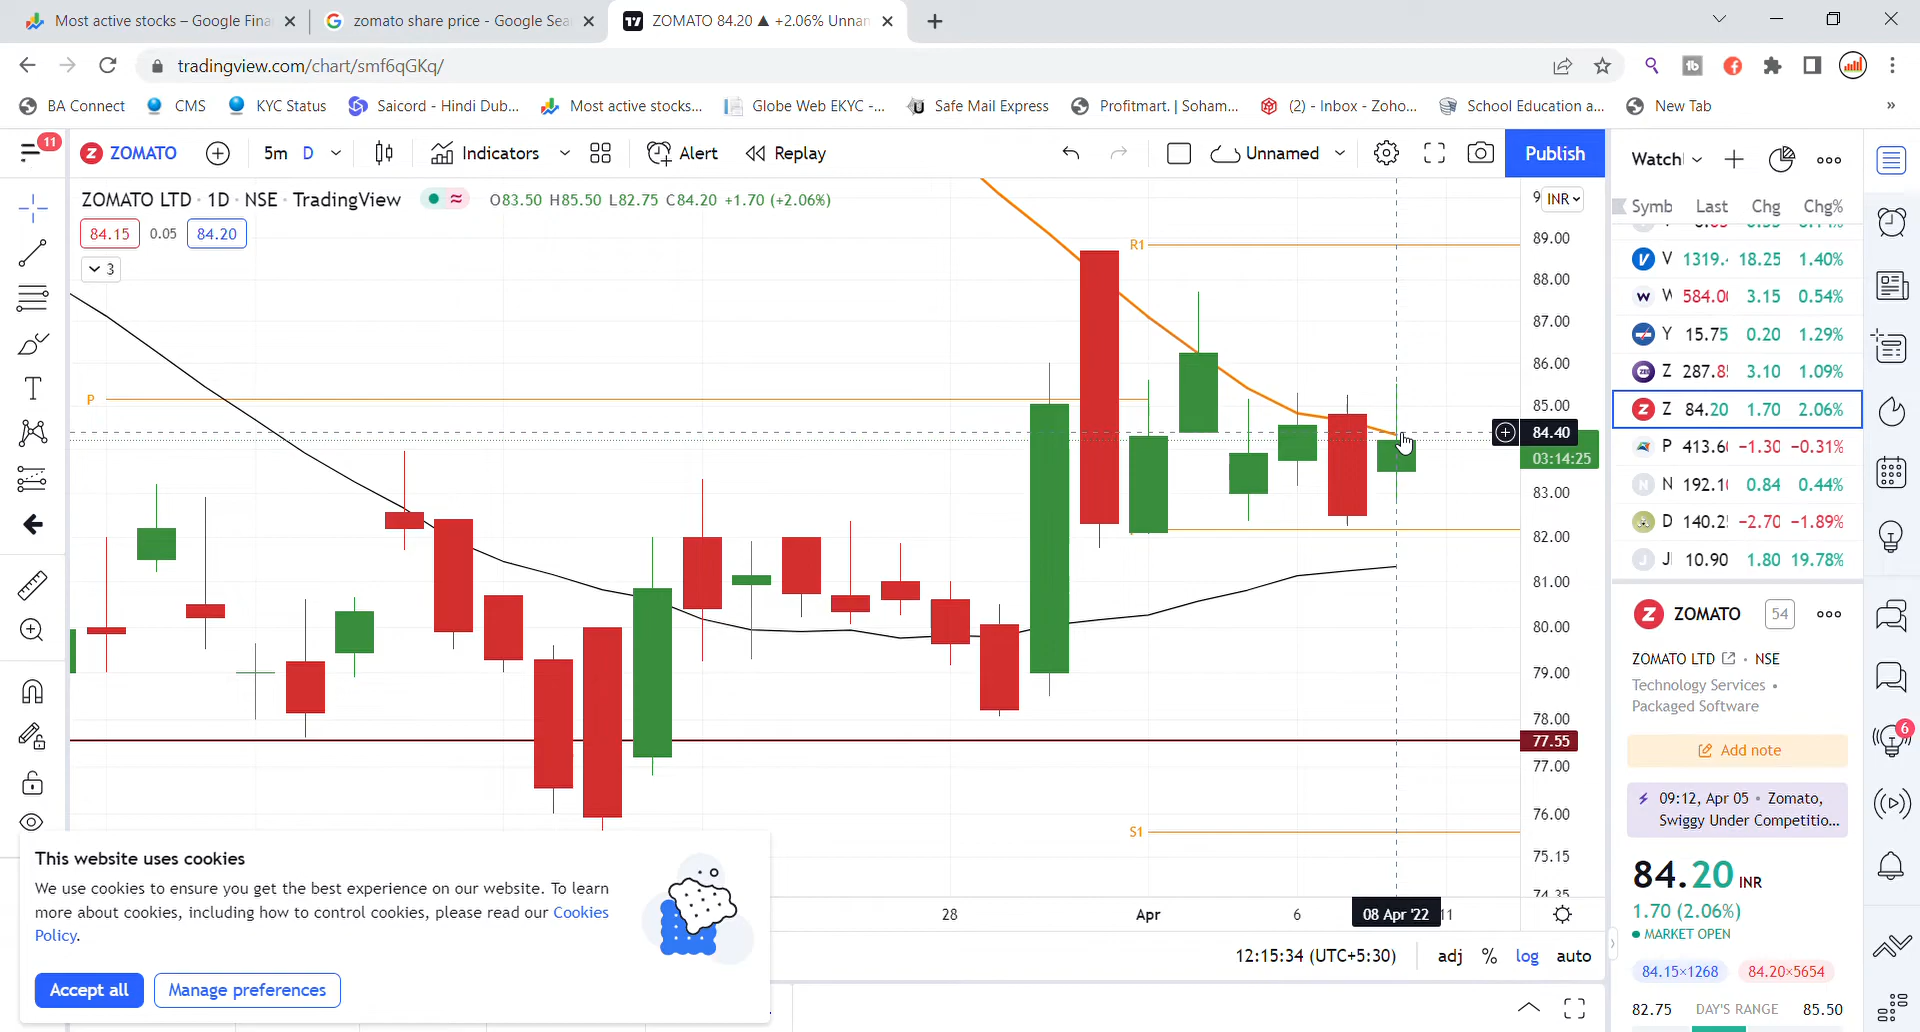 Most active stocks – Google Fina
zomato share price - Google Sea
ZOMATO 84.20 ▲ +2.06% Unnam
tradingview.com/chart/smf6qGKq/
BA Connect
CMS
KYC Status
Saicord - Hindi Dub...
Most active stocks...
Globe Web EKYC -...
Safe Mail Express
Profitmart. | Soham...
(2) - Inbox - Zoho...
School Education a...
New Tab
»
11
ZOMATO
5m D
Indicators
Alert
Replay
Unnamed
Publish
Watchl
ZOMATO LTD · 1D · NSE · TradingView
O83.50 H85.50 L82.75 C84.20 +1.70 (+2.06%)
84.15 0.05 84.20
3
INR
Symb Last Chg Chg%
V 1319. 18.25 1.40%
W 584.00 3.15 0.54%
Y 15.75 0.20 1.29%
Z 287.85 3.10 1.09%
Z 84.20 1.70 2.06%
P 413.60 −1.30 −0.31%
N 192.10 0.84 0.44%
D 140.25 −2.70 −1.89%
JI 10.90 1.80 19.78%
R1
P
S1
89.00
88.00
87.00
86.00
85.00
84.40
03:14:25
83.00
82.00
81.00
80.00
79.00
78.00
77.55
77.00
76.00
75.15
74.35
28
Apr
6
08 Apr '22
11
ZOMATO 54
ZOMATO LTD · NSE
Technology Services •
Packaged Software
Add note
09:12, Apr 05 • Zomato,
Swiggy Under Competitio...
84.20 INR
1.70 (2.06%)
MARKET OPEN
84.15×1268 84.20×5654
82.75 DAY'S RANGE 85.50
6
12:15:34 (UTC+5:30) adj % log auto
This website uses cookies
We use cookies to ensure you get the best experience on our website. To learn
more about cookies, including how to control cookies, please read our Cookies
Policy.
Accept all
Manage preferences